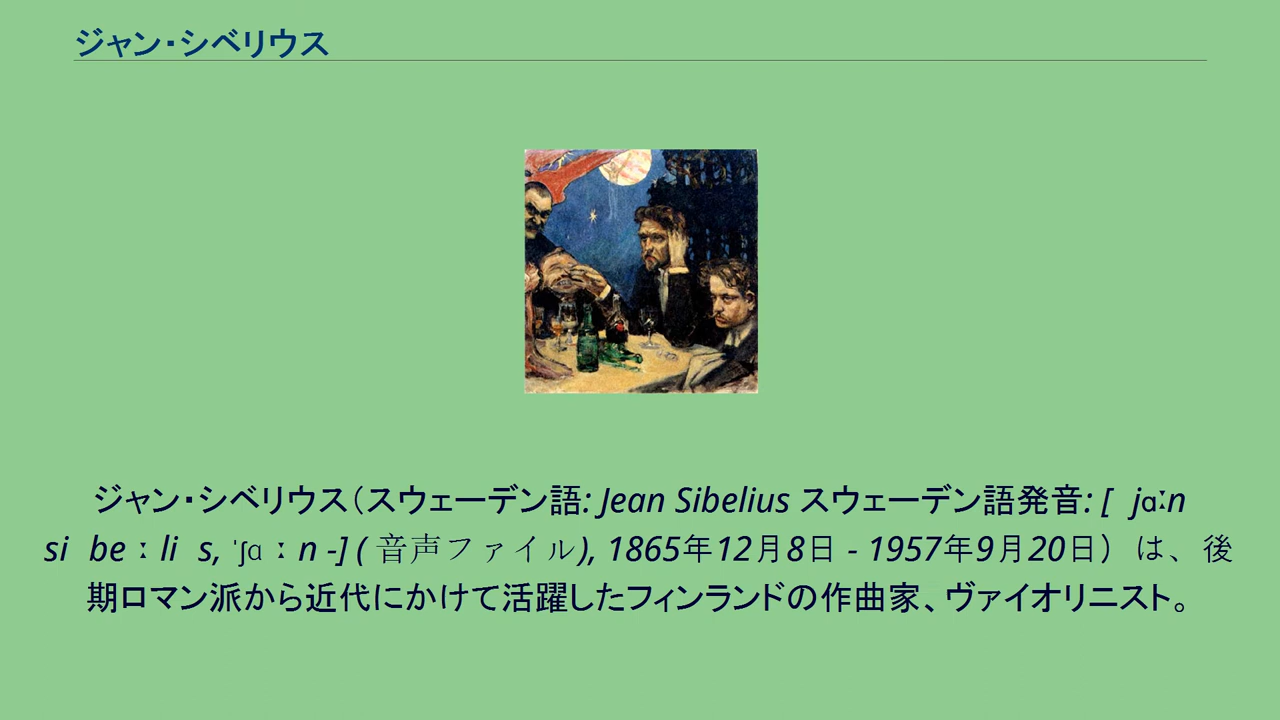 ジャン・シベリウス
ジャン・シベリウス（スウェーデン語: Jean Sibelius スウェーデン語発音: [ jɑːn
si beːli s, ˈʃɑːn -] ( 音声ファイル), 1865年12月8日 - 1957年9月20日）は、後
期ロマン派から近代にかけて活躍したフィンランドの作曲家、ヴァイオリニスト。